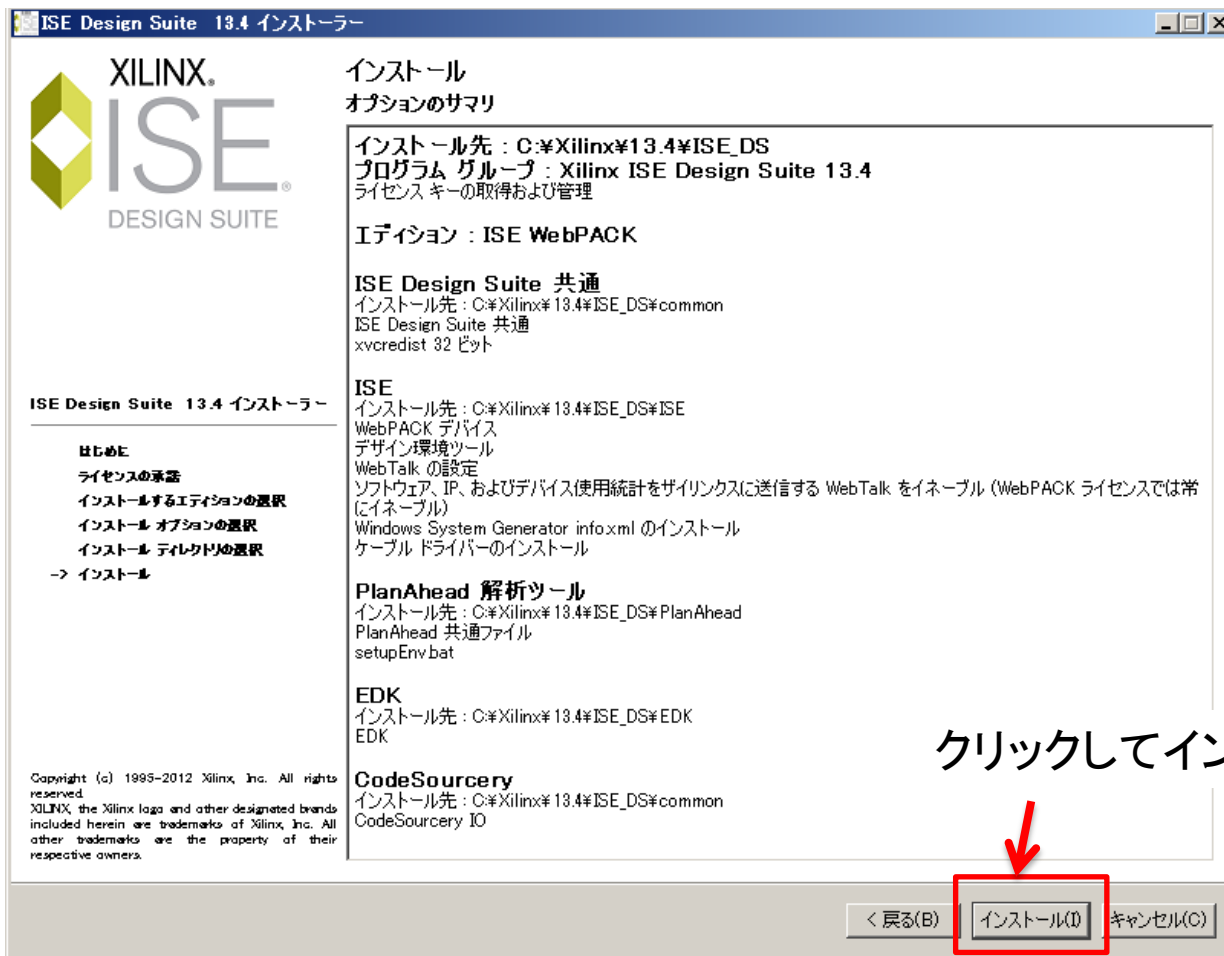 ISE Design Suite 13.4 インストーラー
XILINX®
ISE®
DESIGN SUITE
ISE Design Suite 13.4 インストーラー
はじめに
ライセンスの承諾
インストールするエディションの選択
インストール オプションの選択
インストール ディレクトリの選択
-> インストール
Copyright (c) 1995-2012 Xilinx, Inc. All rights
reserved.
XILINX, the Xilinx logo and other designated brands
included herein are trademarks of Xilinx, Inc. All
other trademarks are the property of their
respective owners.
インストール
オプションのサマリ
インストール先 : C:¥Xilinx¥13.4¥ISE_DS
プログラム グループ : Xilinx ISE Design Suite 13.4
ライセンス キーの取得および管理
エディション : ISE WebPACK
ISE Design Suite 共通
インストール先 : C:¥Xilinx¥13.4¥ISE_DS¥common
ISE Design Suite 共通
xvcredist 32 ビット
ISE
インストール先 : C:¥Xilinx¥13.4¥ISE_DS¥ISE
WebPACK デバイス
デザイン環境ツール
WebTalk の設定
ソフトウェア、IP、およびデバイス使用統計をザイリンクスに送信する WebTalk をイネーブル (WebPACK ライセンスでは常
にイネーブル)
Windows System Generator info.xml のインストール
ケーブル ドライバーのインストール
PlanAhead 解析ツール
インストール先 : C:¥Xilinx¥13.4¥ISE_DS¥PlanAhead
PlanAhead 共通ファイル
setupEnv.bat
EDK
インストール先 : C:¥Xilinx¥13.4¥ISE_DS¥EDK
EDK
CodeSourcery
インストール先 : C:¥Xilinx¥13.4¥ISE_DS¥common
CodeSourcery IO
クリックしてイン
< 戻る(B)
インストール(I)
キャンセル(C)